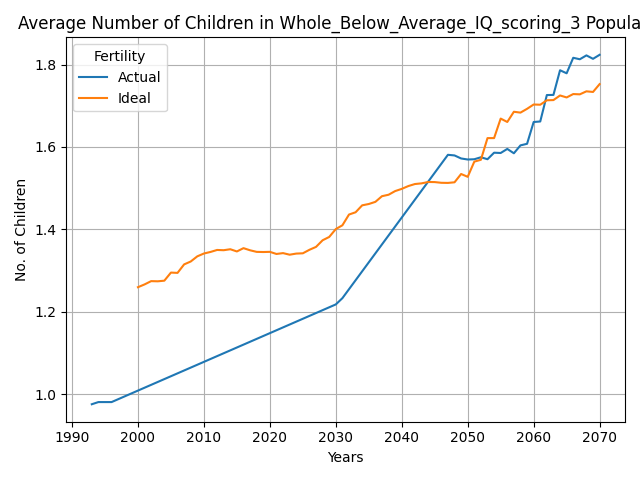 Average Number of Children in Whole_Below_Average_IQ_scoring_3 Popula
Fertility
Actual
Ideal
No. of Children
1.8
1.6
1.4
1.2
1.0
1990 2000 2010 2020 2030 2040 2050 2060 2070
Years